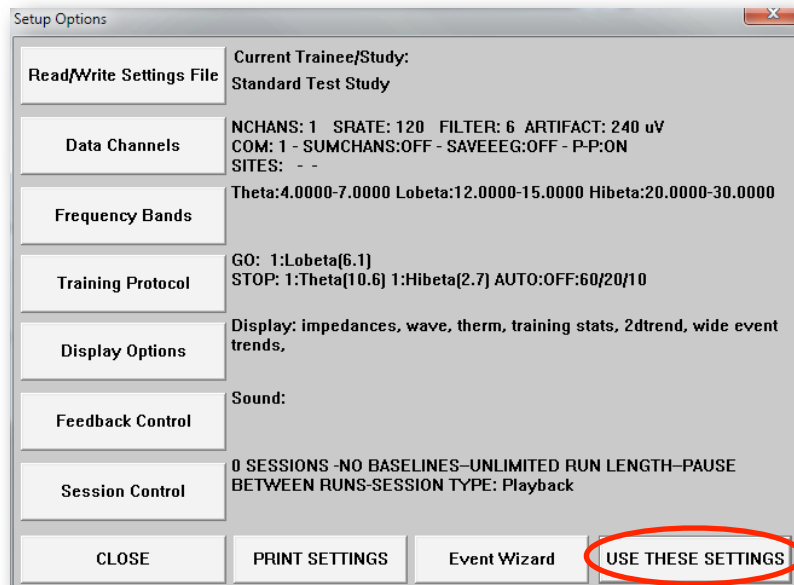 Setup Options
X
Read/Write Settings File
Current Trainee/Study:
Standard Test Study
Data Channels
NCHANS: 1 SRATE: 120 FILTER: 6 ARTIFACT: 240 uV
COM: 1 - SUMCHANS:OFF - SAVEEEG:OFF - P-P:ON
SITES: - -
Frequency Bands
Theta:4.0000-7.0000 Lobeta:12.0000-15.0000 Hibeta:20.0000-30.0000
Training Protocol
GO: 1:Lobeta(6.1)
STOP: 1:Theta(10.6) 1:Hibeta(2.7) AUTO:OFF:60/20/10
Display Options
Display: impedances, wave, therm, training stats, 2dtrend, wide event
trends,
Feedback Control
Sound:
Session Control
0 SESSIONS -NO BASELINES--UNLIMITED RUN LENGTH--PAUSE
BETWEEN RUNS-SESSION TYPE: Playback
CLOSE
PRINT SETTINGS
Event Wizard
USE THESE SETTINGS